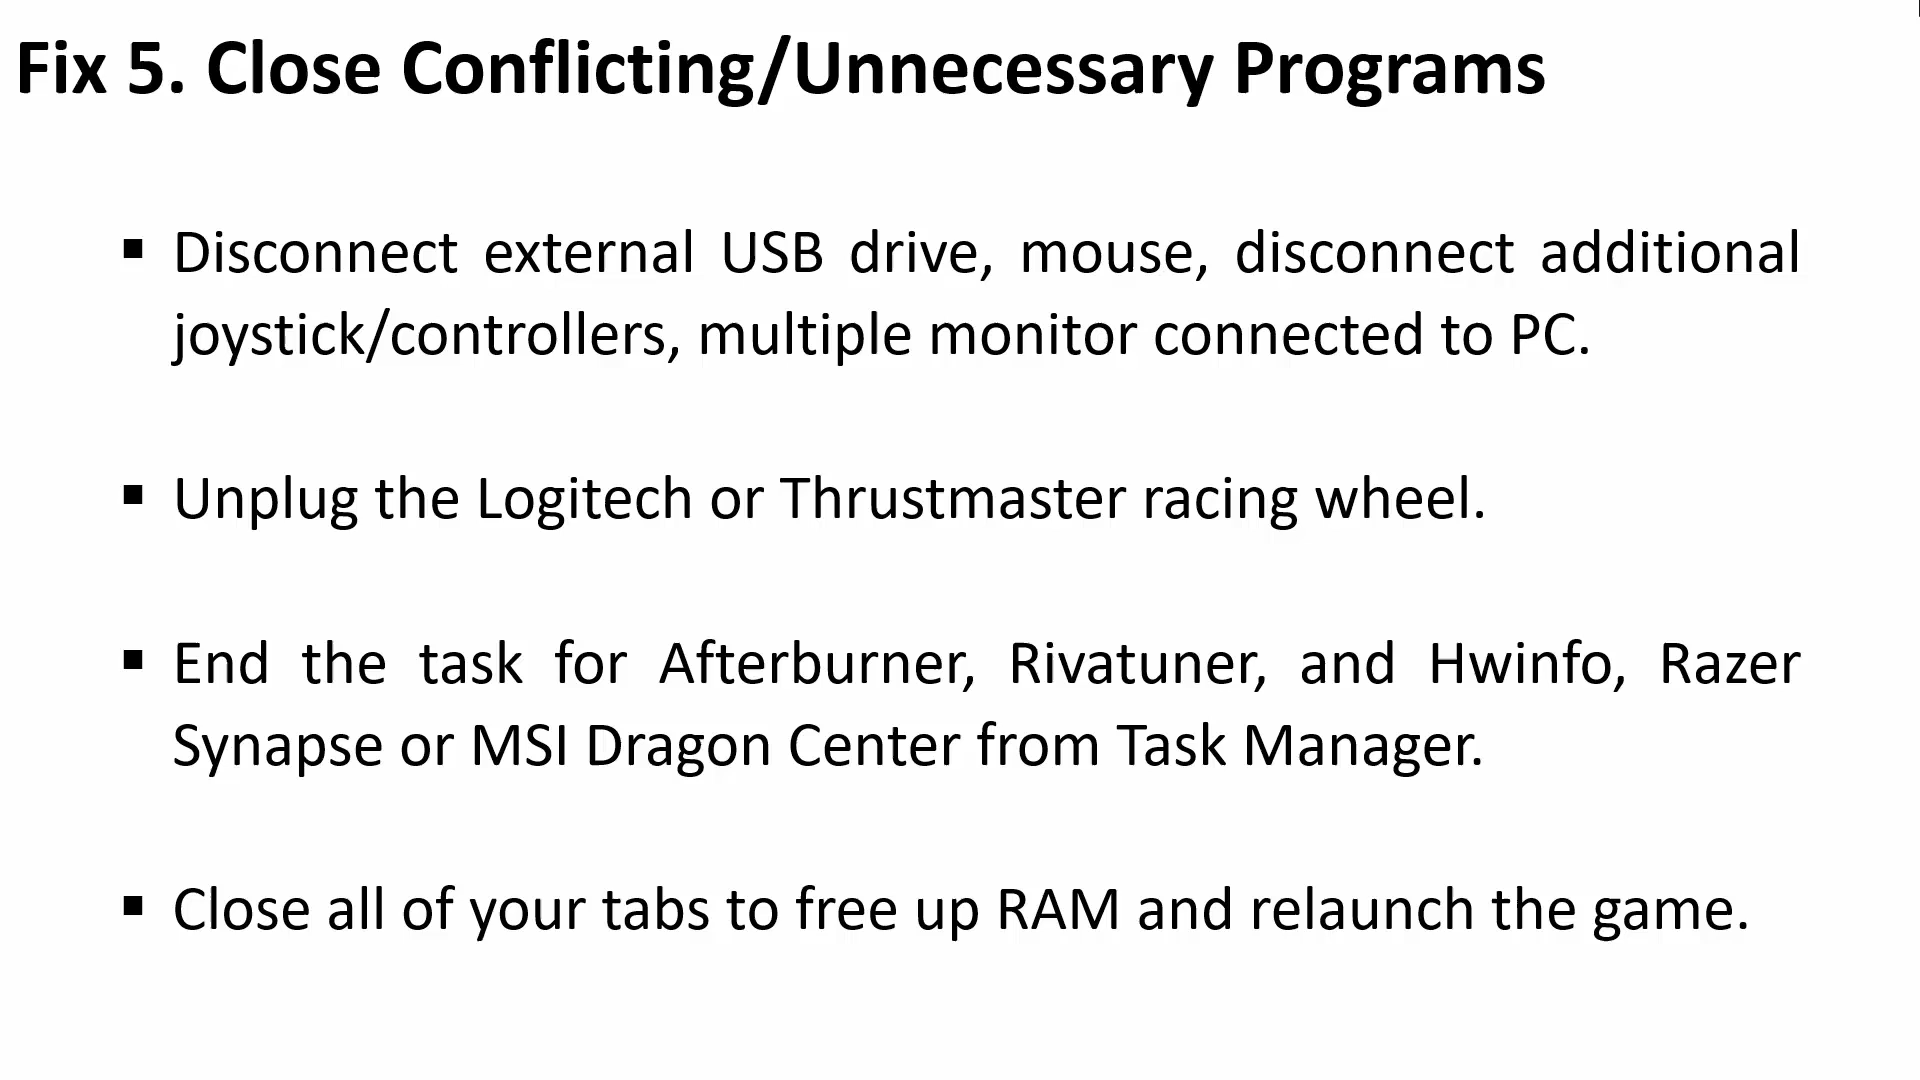 Fix 5. Close Conflicting/Unnecessary Programs
▪ Disconnect external USB drive, mouse, disconnect additional
joystick/controllers, multiple monitor connected to PC.
▪ Unplug the Logitech or Thrustmaster racing wheel.
▪ End the task for Afterburner, Rivatuner, and Hwinfo, Razer
Synapse or MSI Dragon Center from Task Manager.
▪ Close all of your tabs to free up RAM and relaunch the game.